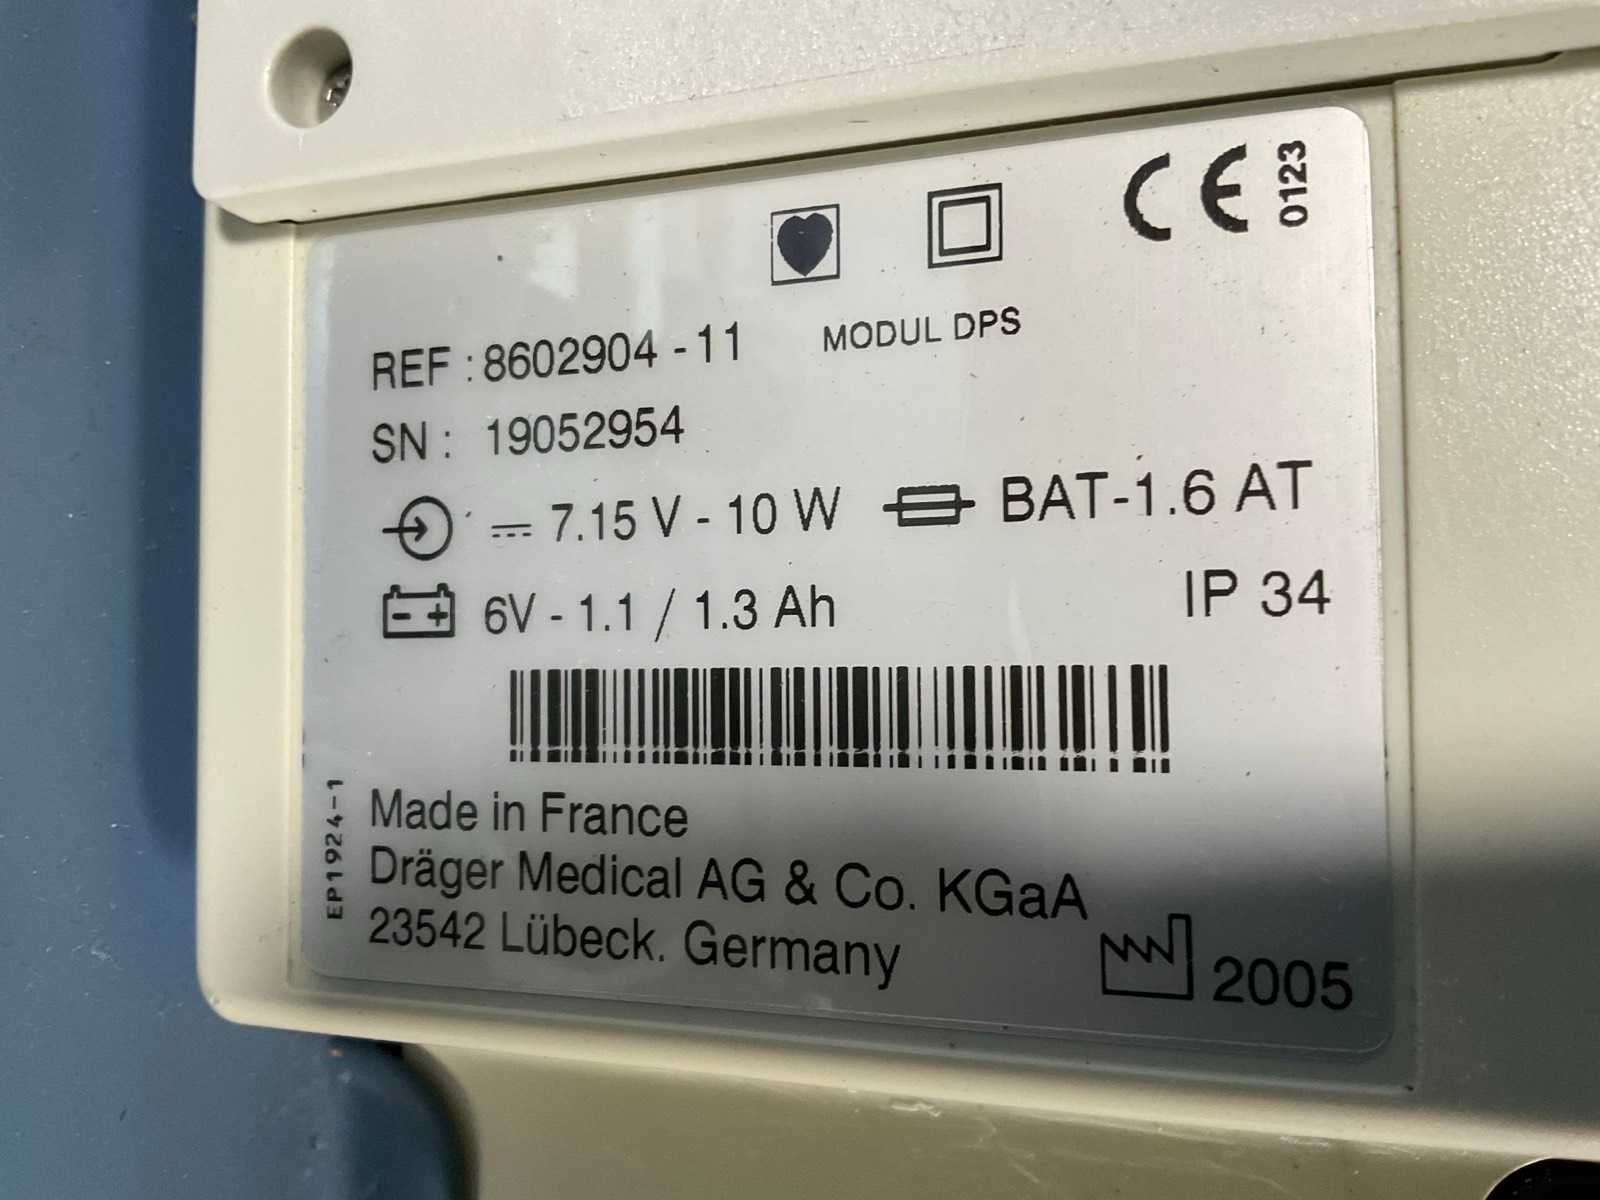 CE 0123
REF : 8602904 - 11 MODUL DPS
SN : 19052954
7.15 V - 10 W BAT-1.6 AT
6V - 1.1 / 1.3 Ah IP 34
EP1924-1
Made in France
Dräger Medical AG & Co. KGaA
23542 Lübeck. Germany
2005